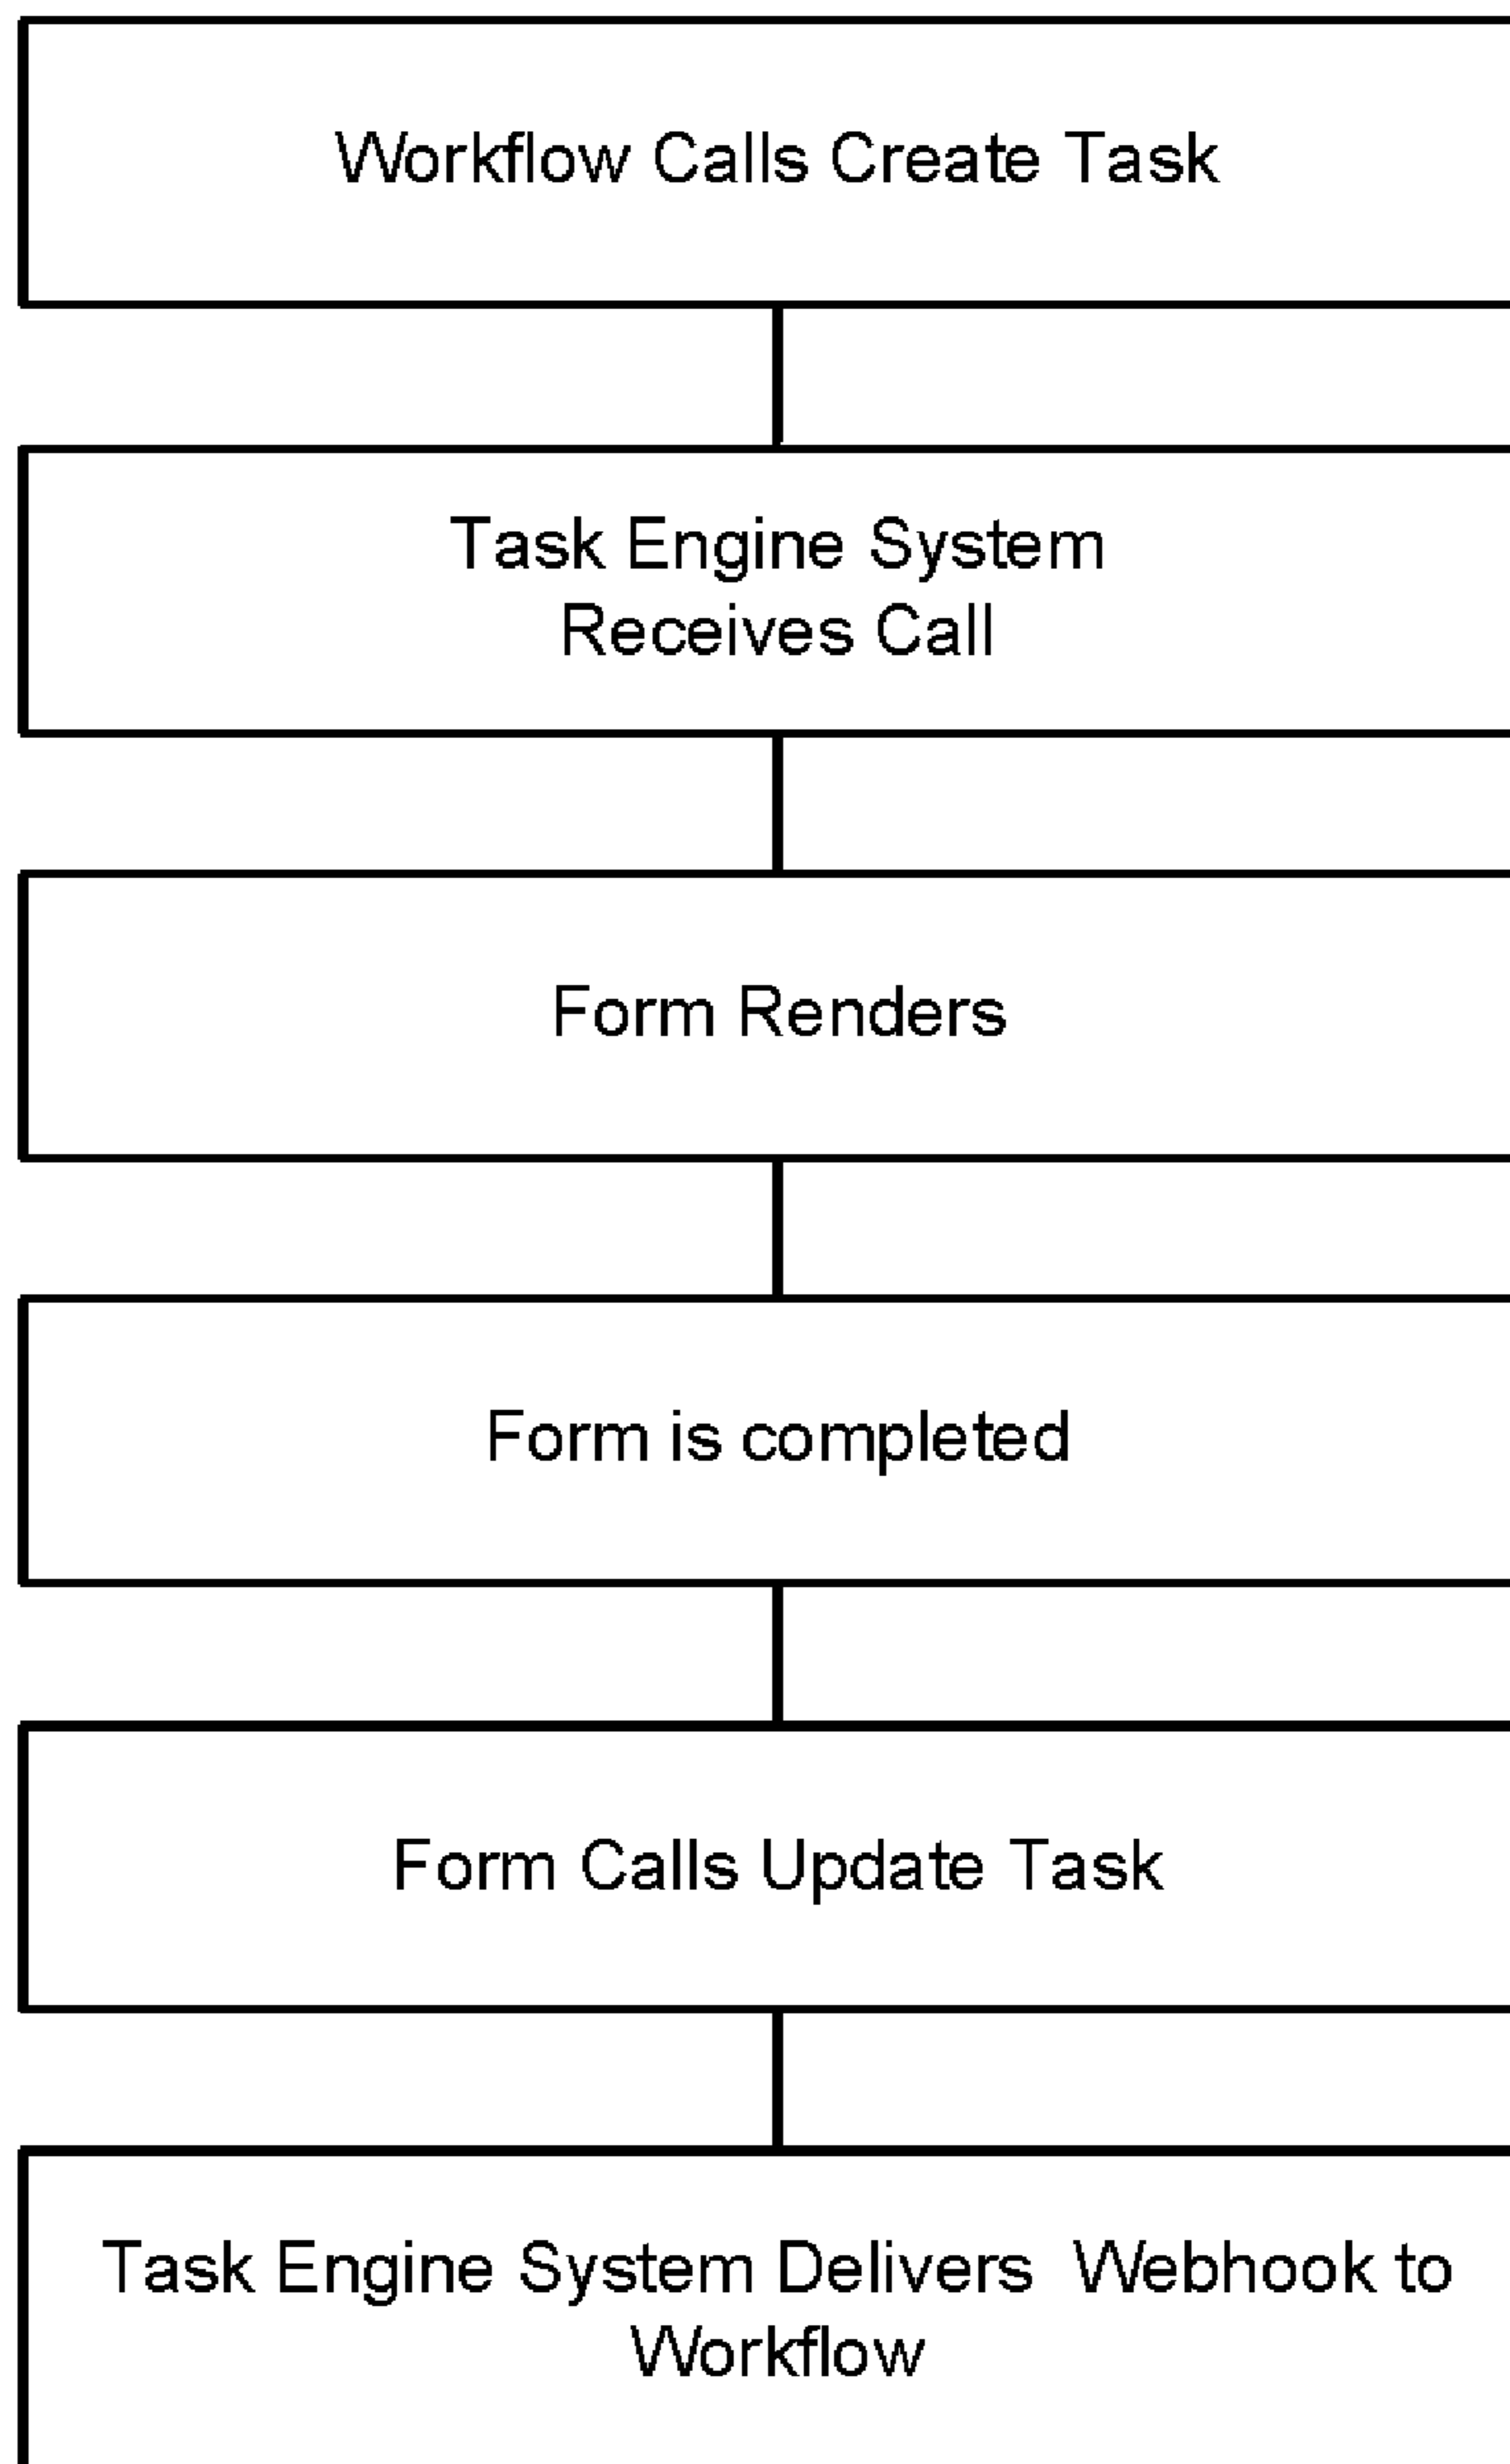 Workflow Calls Create Task
Task Engine System
Receives Call
Form Renders
Form is completed
Form Calls Update Task
Task Engine System Delivers Webhook to
Workflow